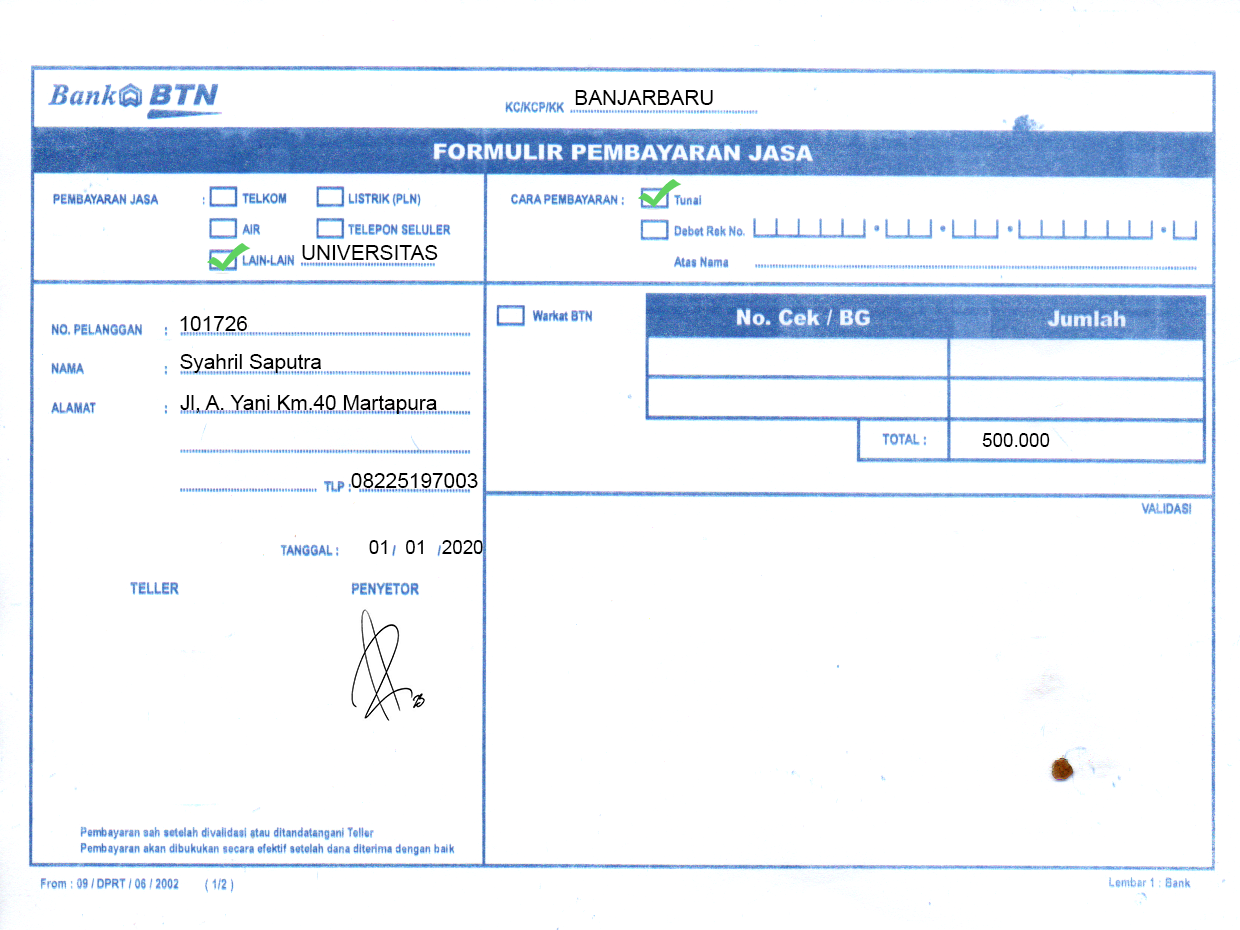 Bank BTN
KC/KCP/KK BANJARBARU
FORMULIR PEMBAYARAN JASA
PEMBAYARAN JASA : TELKOM LISTRIK (PLN)
AIR TELEPON SELULER
LAIN-LAIN UNIVERSITAS
CARA PEMBAYARAN : Tunai
Debet Rek No.
Atas Nama
NO. PELANGGAN : 101726
NAMA : Syahril Saputra
ALAMAT : Jl, A. Yani Km.40 Martapura
TLP : 08225197003
TANGGAL : 01 / 01 / 2020
TELLER PENYETOR
Pembayaran sah setelah divalidasi atau ditandatangani Teller
Pembayaran akan dibukukan secara efektif setelah dana diterima dengan baik
Warkat BTN
No. Cek / BG Jumlah
TOTAL : 500.000
VALIDASI
From : 09 / DPRT / 06 / 2002 ( 1/2 )
Lembar 1 : Bank